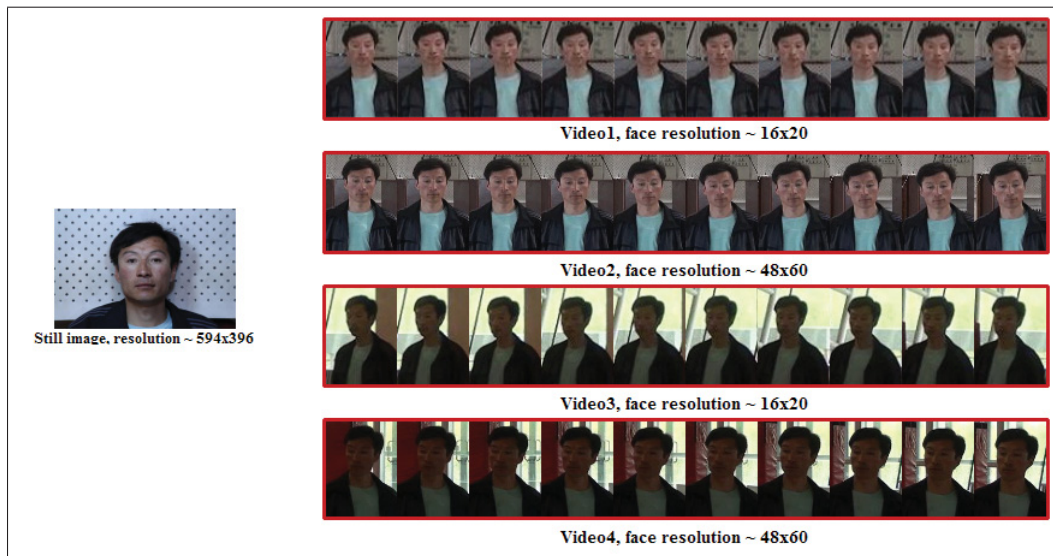 Video1, face resolution ~ 16x20
Video2, face resolution ~ 48x60
Still image, resolution ~ 594x396
Video3, face resolution ~ 16x20
Video4, face resolution ~ 48x60